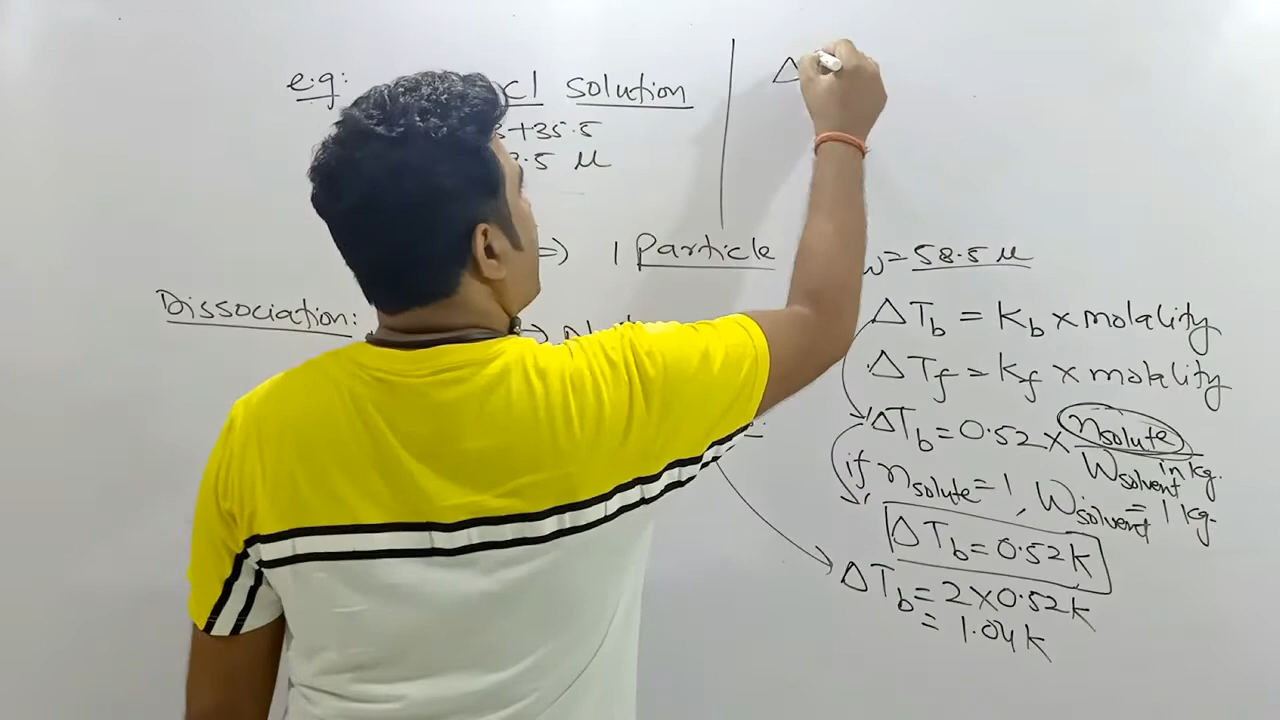 e.g: cl solution
3+35.5
8.5 u
=) 1 Particle
w = 58.5 u
Dissociation:
ΔTb = Kb x molality
ΔTf = Kf x molality
ΔTb = 0.52 x nsolute
Wsolvent in kg.
if nsolute = 1, Wsolvent = 1 kg.
ΔTb = 0.52 k
ΔTb = 2 x 0.52 k
= 1.04 k
Δ